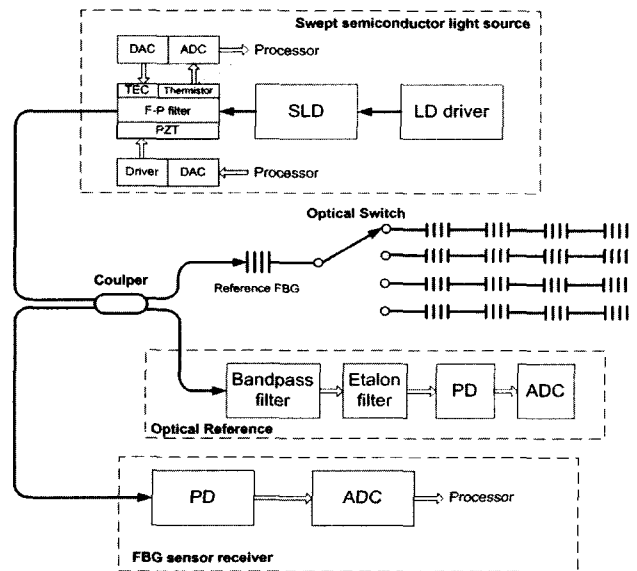 Swept semiconductor light source
DAC ADC Processor
TEC Thermistor
F-P filter
PZT
SLD
LD driver
Driver DAC Processor
Optical Switch
Coulper
Reference FBG
Bandpass filter
Etalon filter
PD
ADC
Optical Reference
PD
ADC
Processor
FBG sensor receiver